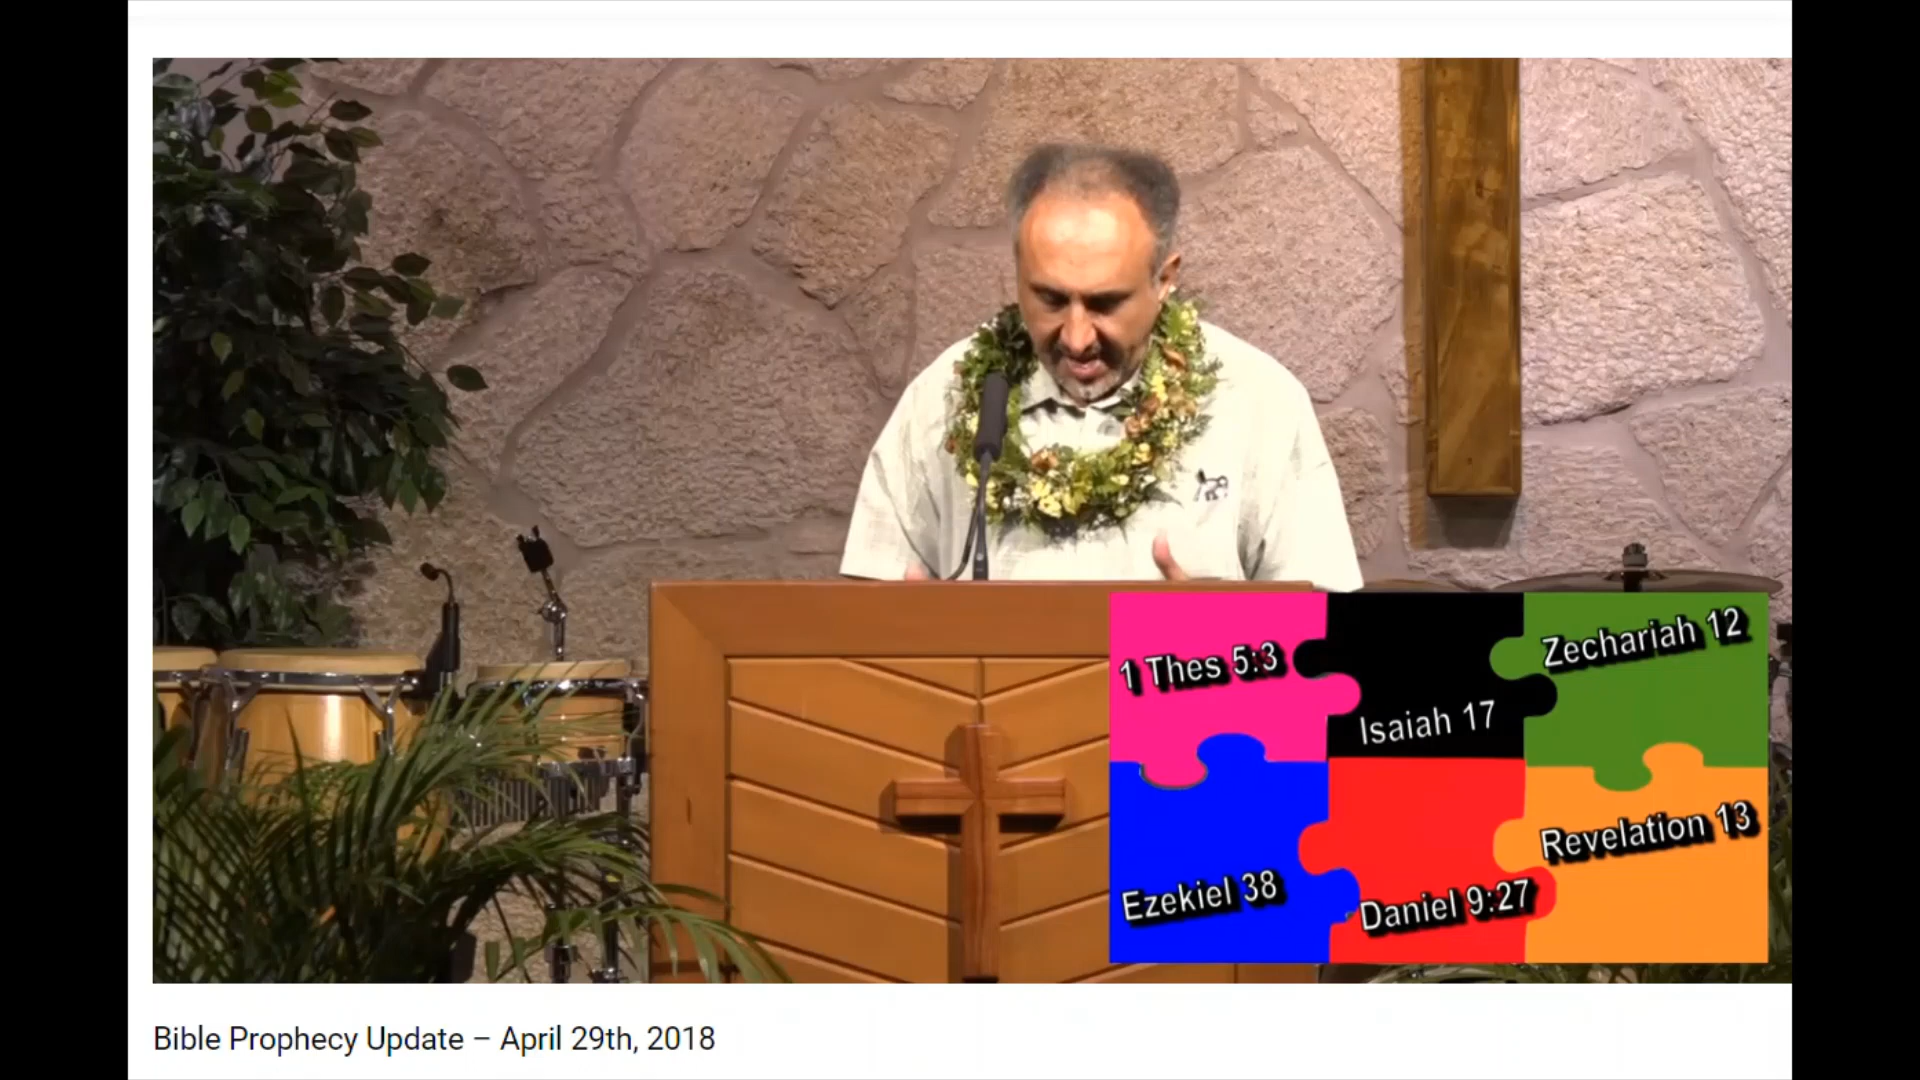 1 Thes 5:3
Isaiah 17
Zechariah 12
Ezekiel 38
Daniel 9:27
Revelation 13
Bible Prophecy Update – April 29th, 2018